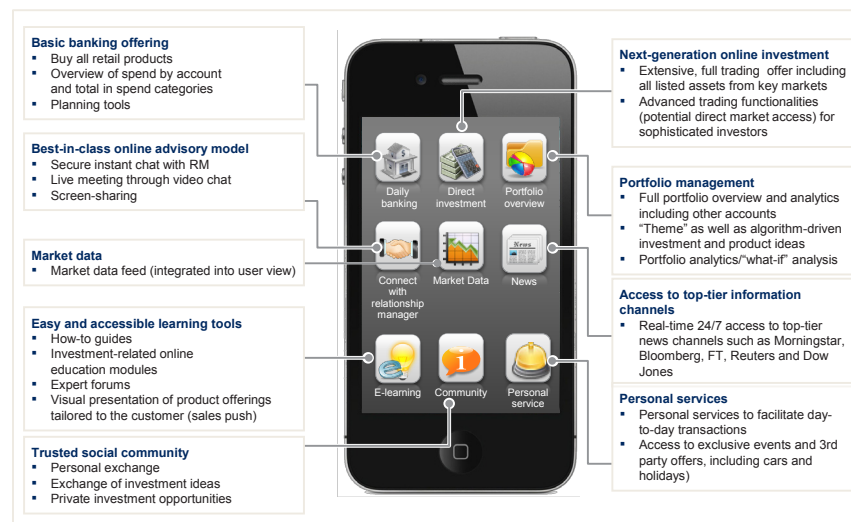 Basic banking offering
▪ Buy all retail products
▪ Overview of spend by account
and total in spend categories
▪ Planning tools
Best-in-class online advisory model
▪ Secure instant chat with RM
▪ Live meeting through video chat
▪ Screen-sharing
Market data
▪ Market data feed (integrated into user view)
Easy and accessible learning tools
▪ How-to guides
▪ Investment-related online
education modules
▪ Expert forums
▪ Visual presentation of product offerings
tailored to the customer (sales push)
Trusted social community
▪ Personal exchange
▪ Exchange of investment ideas
▪ Private investment opportunities
Daily
banking
Direct
investment
Portfolio
overview
Connect
with
relationship
manager
Market Data
News
News
E-learning
Community
Personal
service
Next-generation online investment
▪ Extensive, full trading offer including
all listed assets from key markets
▪ Advanced trading functionalities
(potential direct market access) for
sophisticated investors
Portfolio management
▪ Full portfolio overview and analytics
including other accounts
▪ “Theme” as well as algorithm-driven
investment and product ideas
▪ Portfolio analytics/“what-if” analysis
Access to top-tier information
channels
▪ Real-time 24/7 access to top-tier
news channels such as Morningstar,
Bloomberg, FT, Reuters and Dow
Jones
Personal services
▪ Personal services to facilitate day-
to-day transactions
▪ Access to exclusive events and 3rd
party offers, including cars and
holidays)